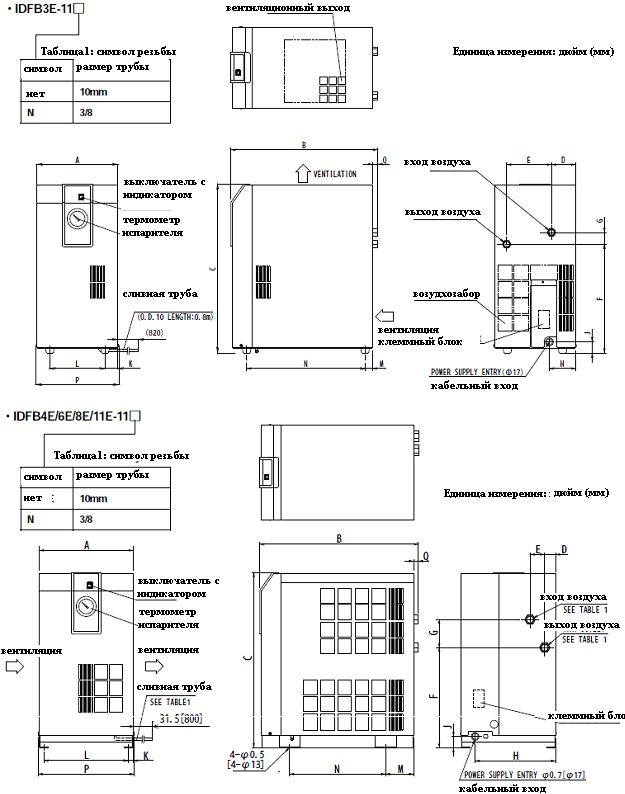 • IDFB3E-11□
вентиляционный выход
Таблица1: символ резьбы
Единица измерения: дюйм (мм)
символ размер трубы
нет 10mm
N 3/8
A
B
VENTILATION
Q
E D
вход воздуха
выход воздуха
выключатель с
индикатором
термометр
испарителя
C
G
F
сливная труба
(O.D.10 LENGTH:0.8m)
(820)
возудхозабор
вентиляция
клеммный блок
J
L K
P
N M
H
POWER SUPPLY ENTRY(Φ17)
кабельный вход
• IDFB4E/6E/8E/11E-11□
Таблица1: символ резьбы
символ размер трубы
нет : 10mm
N 3/8
Единица измерения: : дюйм (мм)
A
B
Q
E D
выключатель с
индикатором
термометр
испарителя
вход воздуха
SEE TABLE 1
выход воздуха
SEE TABLE 1
вентиляция
вентиляция
C
G
F
сливная труба
SEE TABLE1
31.5[800]
клеммный блок
J
L K
P
4-φ0.5
[4-φ13]
N M
H
POWER SUPPLY ENTRY φ0.7[φ17]
кабельный вход